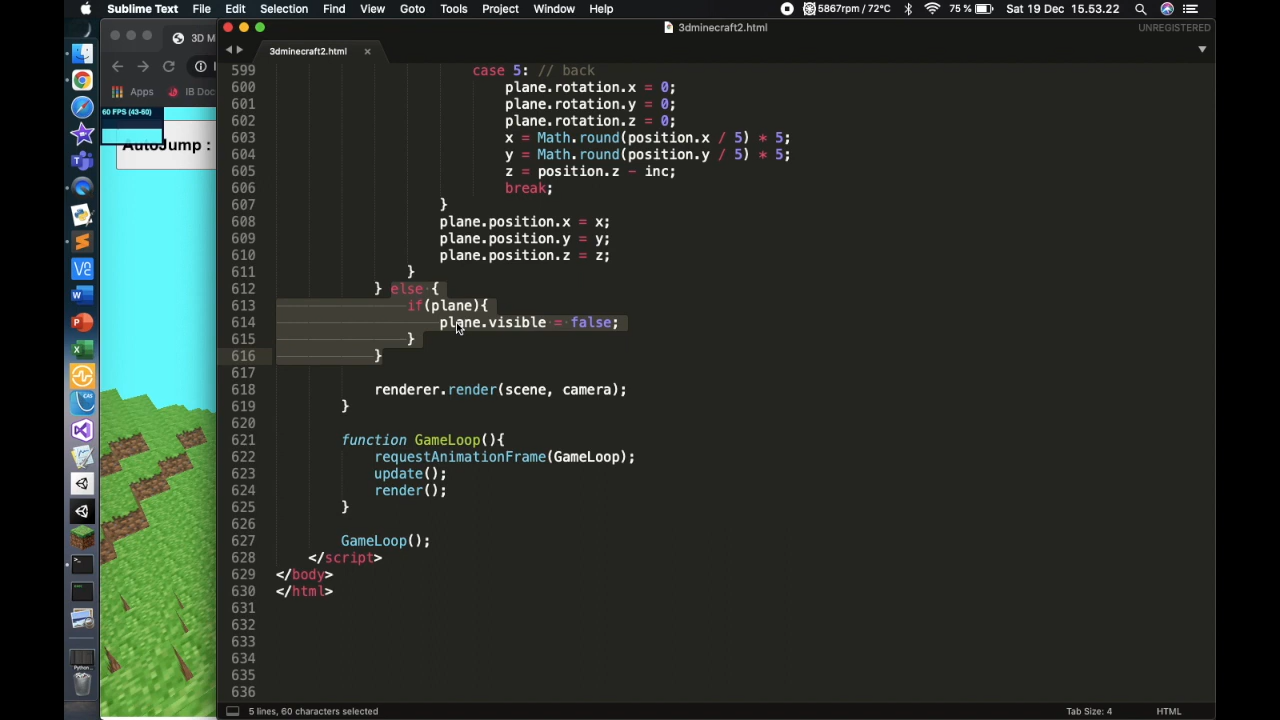 Sublime Text File Edit Selection Find View Goto Tools Project Window Help 5867rpm / 72°C 75 % Sat 19 Dec 15.53.22
3dminecraft2.html
UNREGISTERED
3D M
3dminecraft2.html
Apps IB Doc
60 FPS (43-60)
AutoJump :
599 case 5: // back
600 plane.rotation.x = 0;
601 plane.rotation.y = 0;
602 plane.rotation.z = 0;
603 x = Math.round(position.x / 5) * 5;
604 y = Math.round(position.y / 5) * 5;
605 z = position.z - inc;
606 break;
607 }
608 plane.position.x = x;
609 plane.position.y = y;
610 plane.position.z = z;
611 }
612 } else {
613 if(plane){
614 plane.visible = false;
615 }
616 }
617
618 renderer.render(scene, camera);
619 }
620
621 function GameLoop(){
622 requestAnimationFrame(GameLoop);
623 update();
624 render();
625 }
626
627 GameLoop();
628 </script>
629 </body>
630 </html>
631
632
633
634
635
636
5 lines, 60 characters selected
Tab Size: 4
HTML